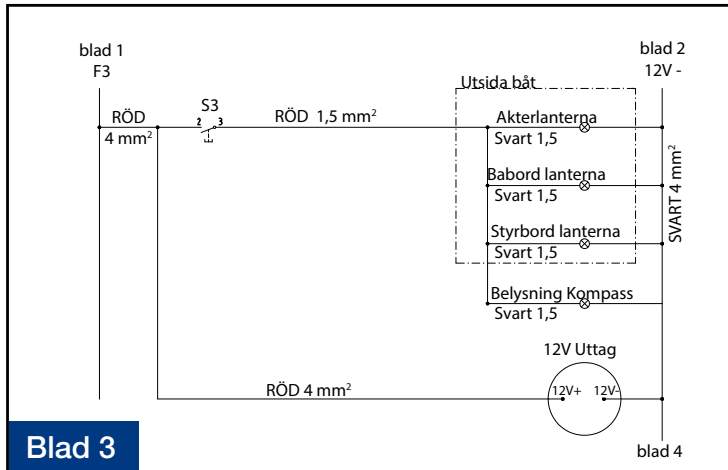 blad 1
F3
blad 2
12V -
Utsida båt
RÖD
4 mm²
S3
2 3
RÖD 1,5 mm²
Akterlanterna
Svart 1,5
Babord lanterna
Svart 1,5
Styrbord lanterna
Svart 1,5
SVART 4 mm²
Belysning Kompass
Svart 1,5
12V Uttag
RÖD 4 mm²
12V+ 12V-
Blad 3
blad 4